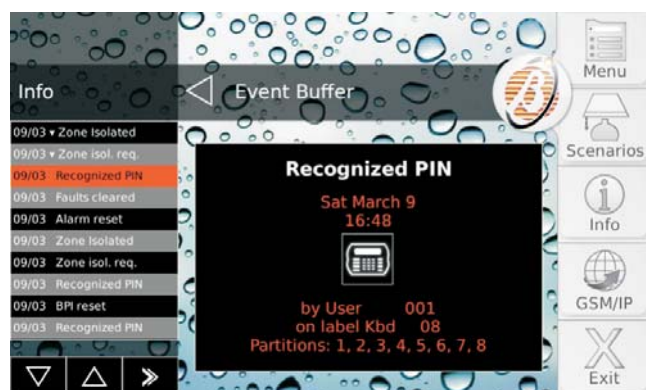 Info
Event Buffer
09/03 ▾ Zone Isolated
09/03 ▾ Zone isol. req.
09/03 Recognized PIN
09/03 Faults cleared
09/03 Alarm reset
09/03 Zone Isolated
09/03 Zone isol. req.
09/03 Recognized PIN
09/03 BPI reset
09/03 Recognized PIN
Recognized PIN
Sat March 9
16:48
by User 001
on label Kbd 08
Partitions: 1, 2, 3, 4, 5, 6, 7, 8
B
Menu
Scenarios
Info
GSM/IP
Exit